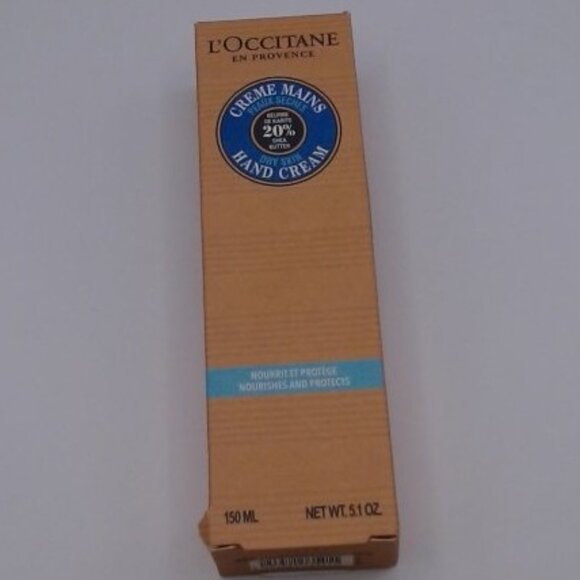 L'OCCITANE
EN PROVENCE
CREME MAINS
PEAUX SÈCHES
BEURRE
DE KARITÉ
20%
SHEA
BUTTER
DRY SKIN
HAND CREAM
NOURRIT ET PROTÈGE
NOURISHES AND PROTECTS
150 ML
NET WT. 5.1 OZ.